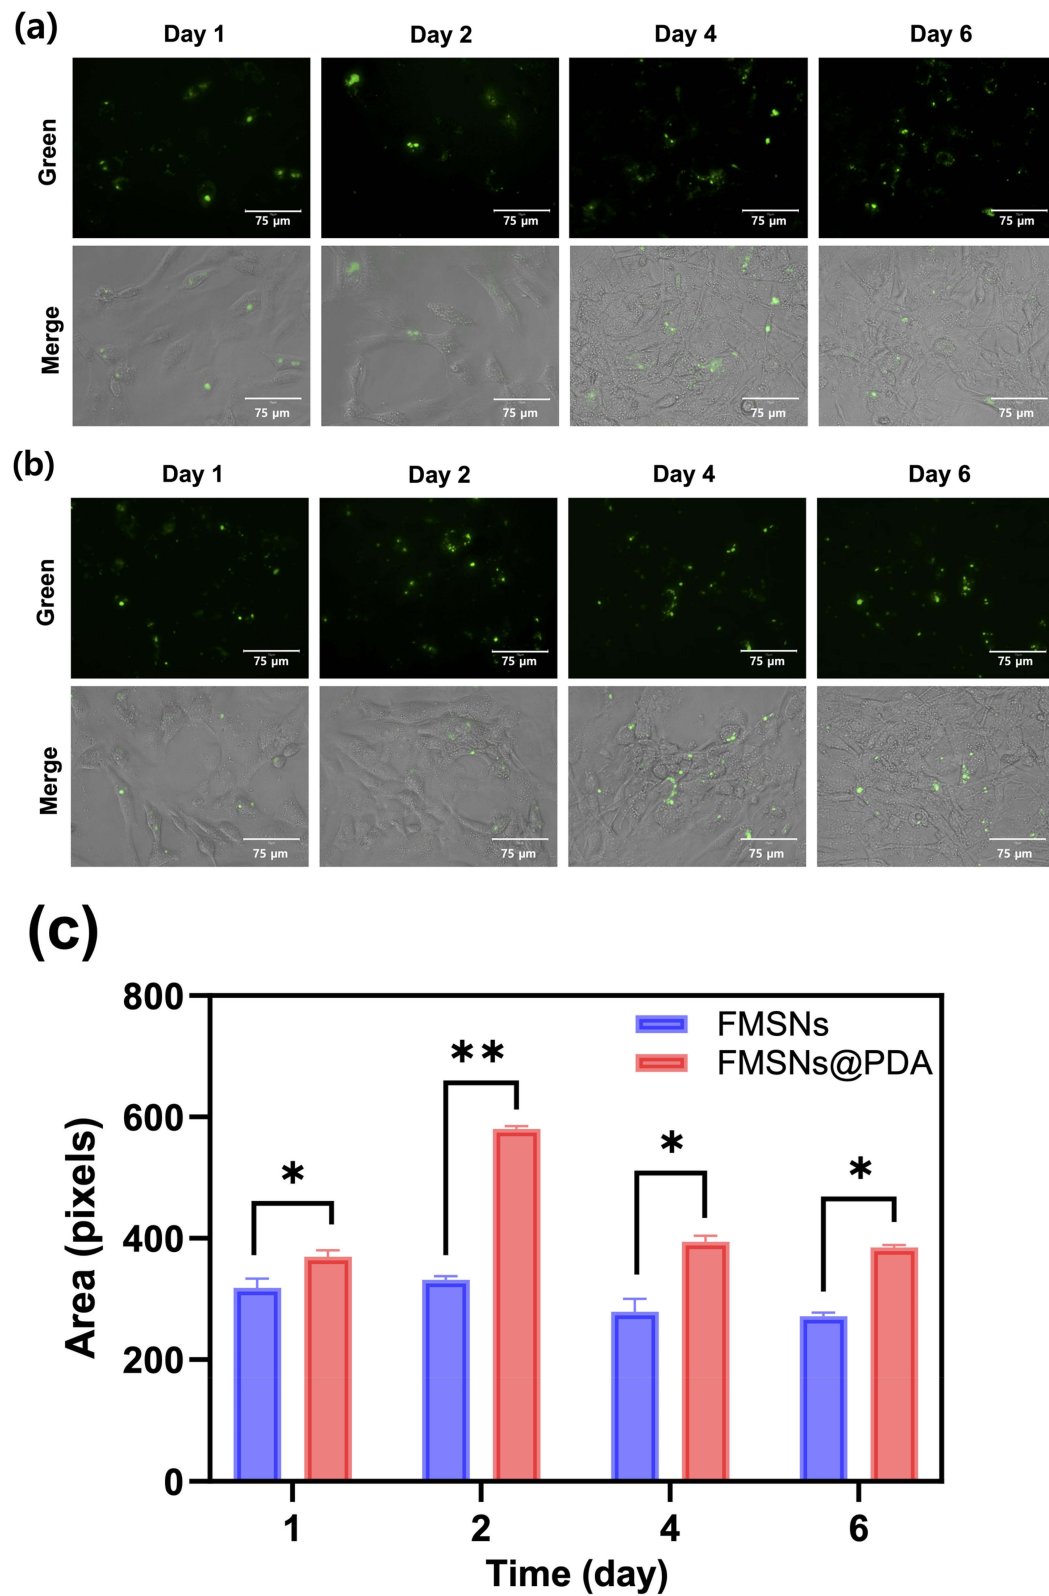 (a)
Day 1 Day 2 Day 4 Day 6
Green
75 μm 75 μm 75 μm 75 μm
Merge
75 μm 75 μm 75 μm 75 μm
(b)
Day 1 Day 2 Day 4 Day 6
Green
75 μm 75 μm 75 μm 75 μm
Merge
75 μm 75 μm 75 μm 75 μm
(c)
Area (pixels)
800
600
400
200
0
FMSNs
FMSNs@PDA
* ** * *
1 2 4 6
Time (day)